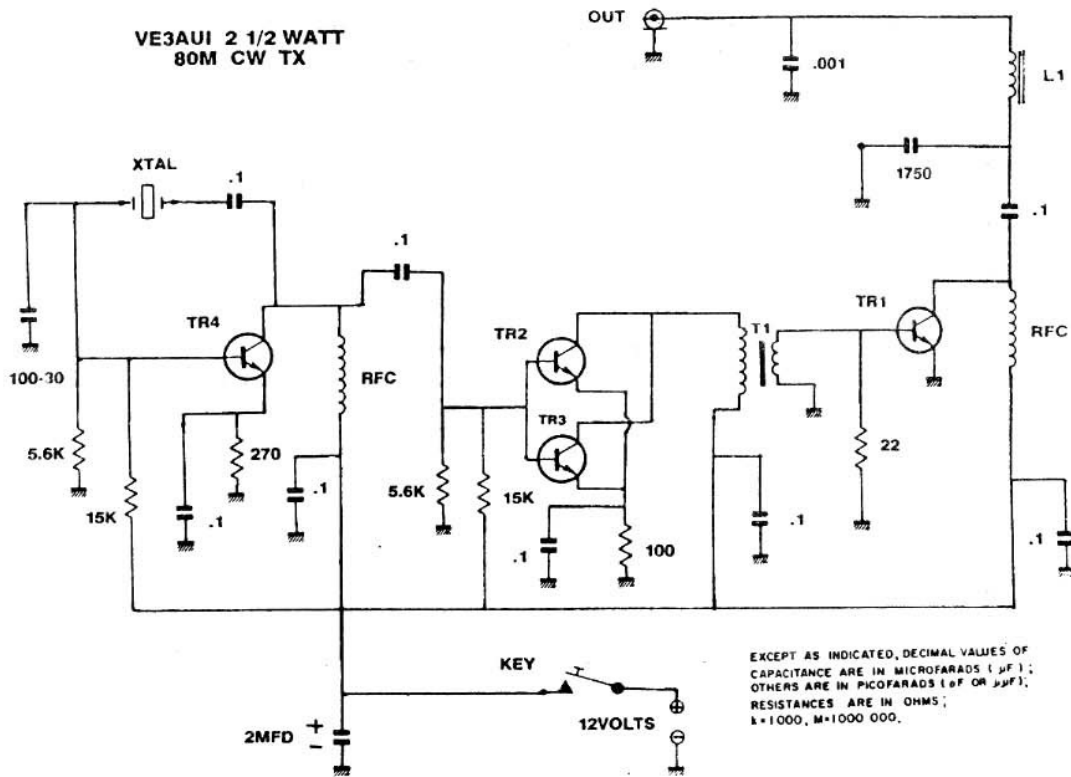 VE3AUI 2 1/2 WATT
80M CW TX
OUT
.001
L1
1750
.1
XTAL
.1
.1
TR4
RFC
TR2
TR3
T1
TR1
RFC
100-30
5.6K
15K
270
.1
.1
5.6K
15K
.1
100
.1
22
.1
KEY
12VOLTS
+
-
2MFD
+
−
EXCEPT AS INDICATED, DECIMAL VALUES OF
CAPACITANCE ARE IN MICROFARADS ( µF ) ;
OTHERS ARE IN PICOFARADS ( pF OR µµF);
RESISTANCES ARE IN OHMS ;
k=1000, M=1000 000.